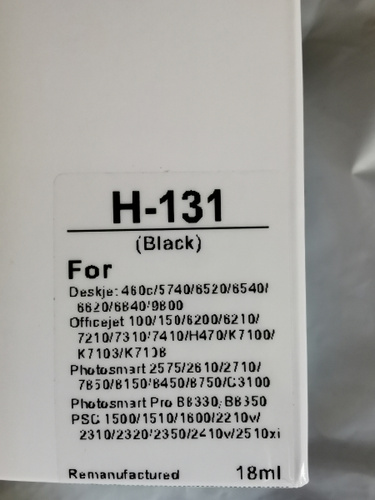 H-131
(Black)
For
Deskjet 460c/5740/6520/6540/
6620/6840/9800
Officejet 100/150/6200/6210/
7210/7310/7410/H470/K7100/
K7103/K7108
Photosmart 2575/2610/2710/
7850/8150/8450/8750/C3100
Photosmart Pro B8330/B8350
PSC 1500/1510/1600/2210v/
2310/2320/2350/2410v/2510xi
Remanufactured 18ml